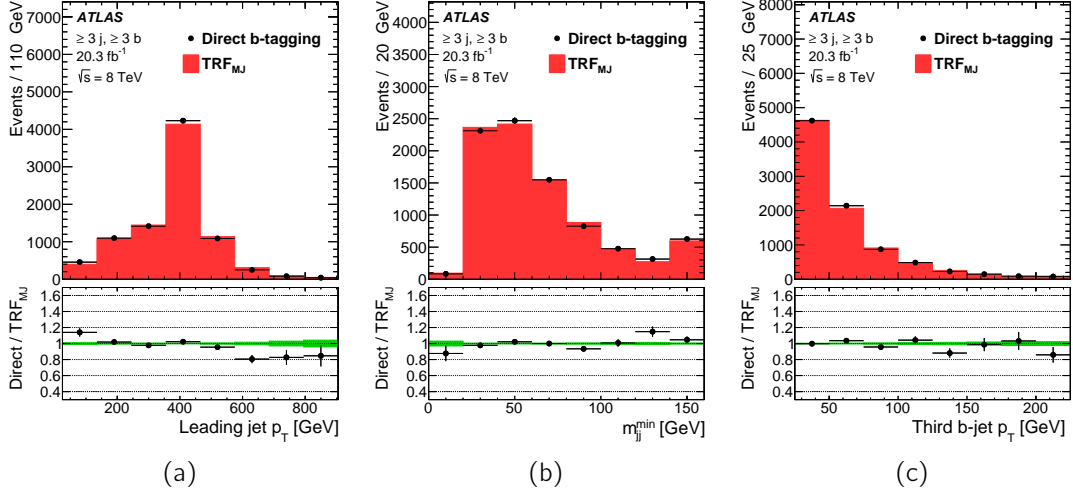 Events / 110 GeV
7000
6000
5000
4000
3000
2000
1000
0
ATLAS
≥ 3 j, ≥ 3 b
20.3 fb⁻¹
√s = 8 TeV
Direct b-tagging
TRF_MJ
Direct / TRF_MJ
1.6
1.4
1.2
1
0.8
0.6
0.4
200 400 600 800
Leading jet p_T [GeV]
(a)
Events / 20 GeV
4000
3500
3000
2500
2000
1500
1000
500
0
ATLAS
≥ 3 j, ≥ 3 b
20.3 fb⁻¹
√s = 8 TeV
Direct b-tagging
TRF_MJ
Direct / TRF_MJ
1.6
1.4
1.2
1
0.8
0.6
0.4
0 50 100 150
m_jj^min [GeV]
(b)
Events / 25 GeV
8000
7000
6000
5000
4000
3000
2000
1000
0
ATLAS
≥ 3 j, ≥ 3 b
20.3 fb⁻¹
√s = 8 TeV
Direct b-tagging
TRF_MJ
Direct / TRF_MJ
1.6
1.4
1.2
1
0.8
0.6
0.4
50 100 150 200
Third b-jet p_T [GeV]
(c)